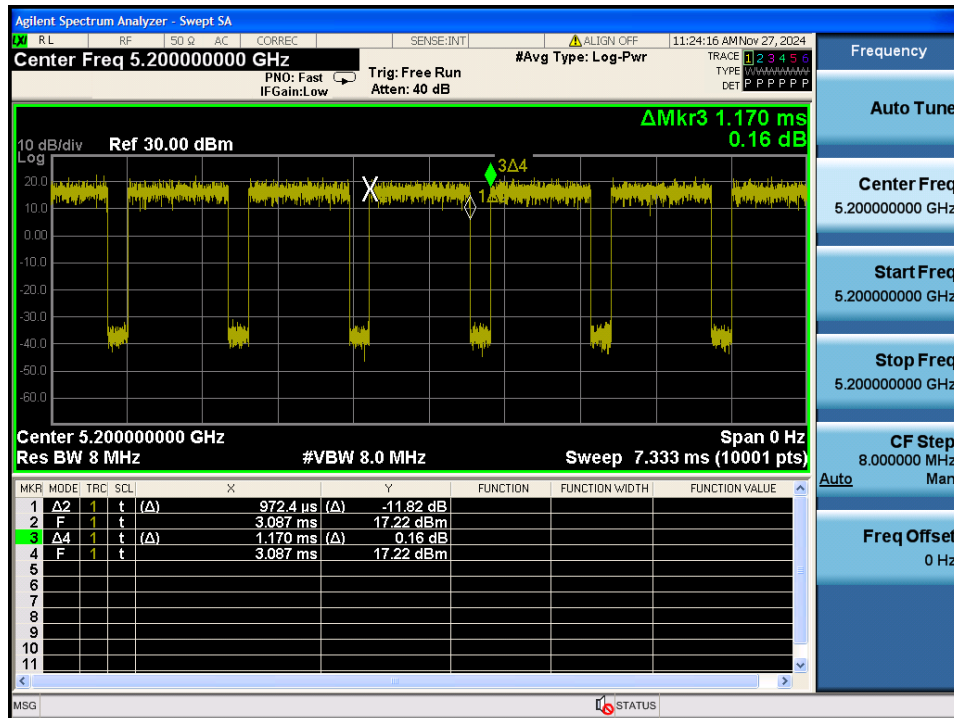 Agilent Spectrum Analyzer - Swept SA
LXI RL RF 50 Ω AC CORREC SENSE:INT ALIGN OFF 11:24:16 AM Nov 27, 2024
Center Freq 5.200000000 GHz
PNO: Fast
IFGain:Low
Trig: Free Run
Atten: 40 dB
#Avg Type: Log-Pwr
TRACE 1 2 3 4 5 6
TYPE WWWWWW
DET P P P P P P
ΔMkr3 1.170 ms
0.16 dB
10 dB/div Ref 30.00 dBm
Log
20.0
10.0
0.00
-10.0
-20.0
-30.0
-40.0
-50.0
-60.0
X
3Δ4
Center 5.200000000 GHz Span 0 Hz
Res BW 8 MHz #VBW 8.0 MHz Sweep 7.333 ms (10001 pts)
MKR MODE TRC SCL X Y FUNCTION FUNCTION WIDTH FUNCTION VALUE
1 Δ2 1 t (Δ) 972.4 µs (Δ) -11.82 dB
2 F 1 t 3.087 ms 17.22 dBm
3 Δ4 1 t (Δ) 1.170 ms (Δ) 0.16 dB
4 F 1 t 3.087 ms 17.22 dBm
5
6
7
8
9
10
11
MSG STATUS
Frequency
Auto Tune
Center Freq
5.200000000 GHz
Start Freq
5.200000000 GHz
Stop Freq
5.200000000 GHz
CF Step
8.000000 MHz
Auto Man
Freq Offset
0 Hz